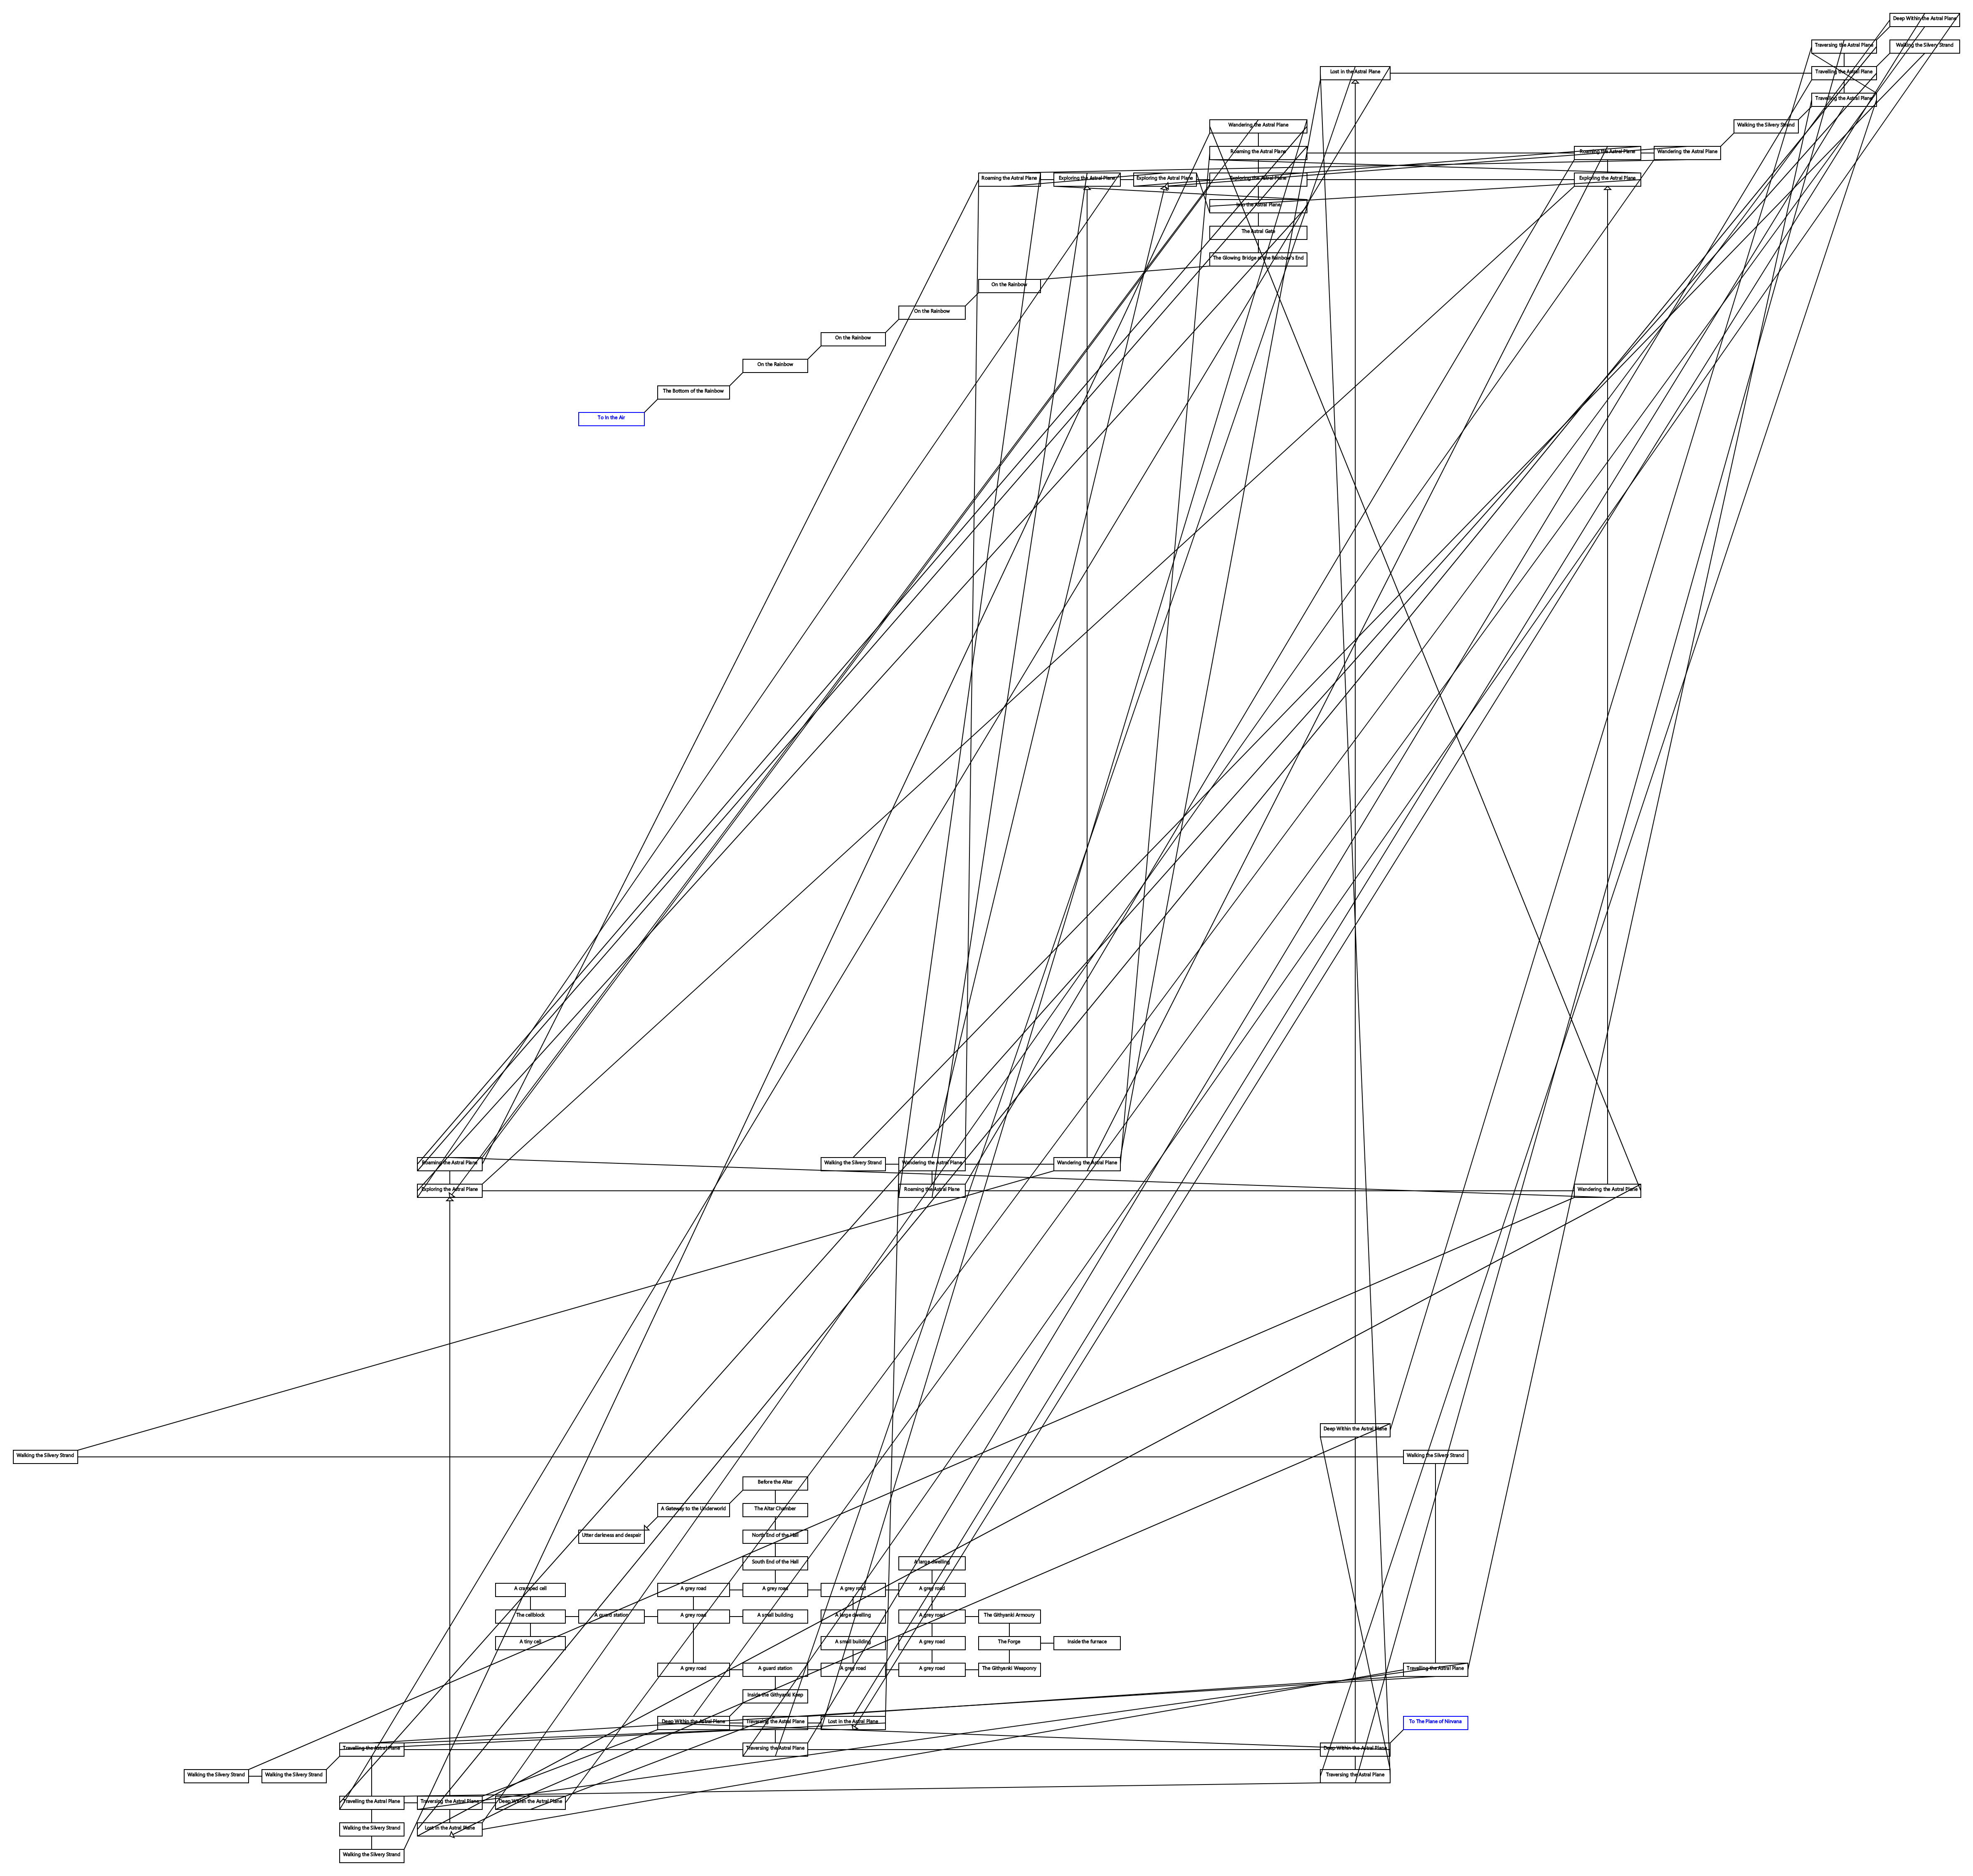 Deep Within the Astral Plane
Traversing the Astral Plane
Walking the Silvery Strand
Lost in the Astral Plane
Travelling the Astral Plane
Travelling the Astral Plane
Wandering the Astral Plane
Walking the Silvery Strand
Roaming the Astral Plane
Roaming the Astral Plane
Wandering the Astral Plane
Roaming the Astral Plane
Exploring the Astral Plane
Exploring the Astral Plane
Exploring the Astral Plane
Exploring the Astral Plane
the Astral Plane
The Astral Gate
The Glowing Bridge of the Rainbow's End
On the Rainbow
On the Rainbow
On the Rainbow
On the Rainbow
The Bottom of the Rainbow
To In the Air
Roaming the Astral Plane
Walking the Silvery Strand
Wandering the Astral Plane
Wandering the Astral Plane
Exploring the Astral Plane
Roaming the Astral Plane
Wandering the Astral Plane
Deep Within the Astral Plane
Walking the Silvery Strand
Walking the Silvery Strand
Before the Altar
A Gateway to the Underworld
The Altar Chamber
Utter darkness and despair
North End of the Hall
South End of the Hall
A large dwelling
A cramped cell
A grey road
A grey road
A grey road
A grey road
The cellblock
A guard station
A grey road
A small building
A large dwelling
A grey road
The Githyanki Armoury
A tiny cell
A small building
A grey road
The Forge
Inside the furnace
A grey road
A guard station
A grey road
A grey road
The Githyanki Weaponry
Travelling the Astral Plane
Inside the Githyanki Keep
Deep Within the Astral Plane
Traversing the Astral Plane
Lost in the Astral Plane
To The Plane of Nirvana
Travelling the Astral Plane
Traversing the Astral Plane
Deep Within the Astral Plane
Walking the Silvery Strand
Walking the Silvery Strand
Traversing the Astral Plane
Travelling the Astral Plane
Traversing the Astral Plane
Deep Within the Astral Plane
Walking the Silvery Strand
Lost in the Astral Plane
Walking the Silvery Strand